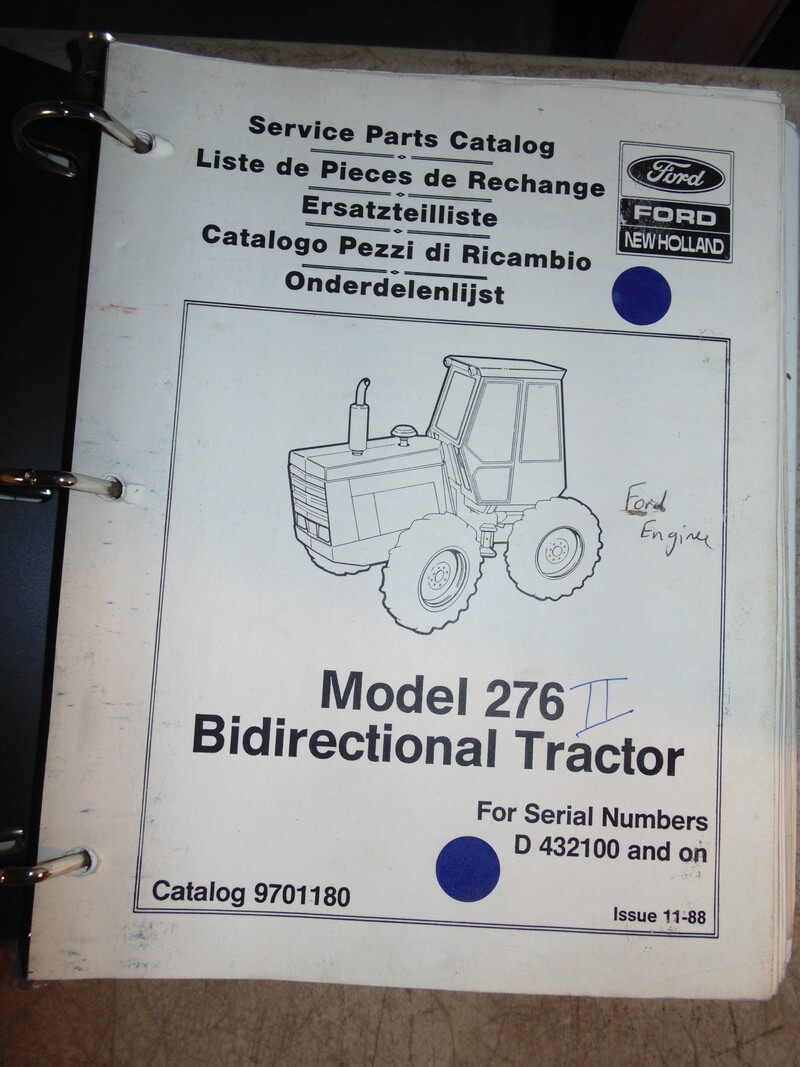 Service Parts Catalog
Liste de Pieces de Rechange
Ersatzteilliste
Catalogo Pezzi di Ricambio
Onderdelenlijst
Ford
FORD
NEW HOLLAND
Ford
Engine
Model 276 II
Bidirectional Tractor
For Serial Numbers
D 432100 and on
Catalog 9701180
Issue 11-88